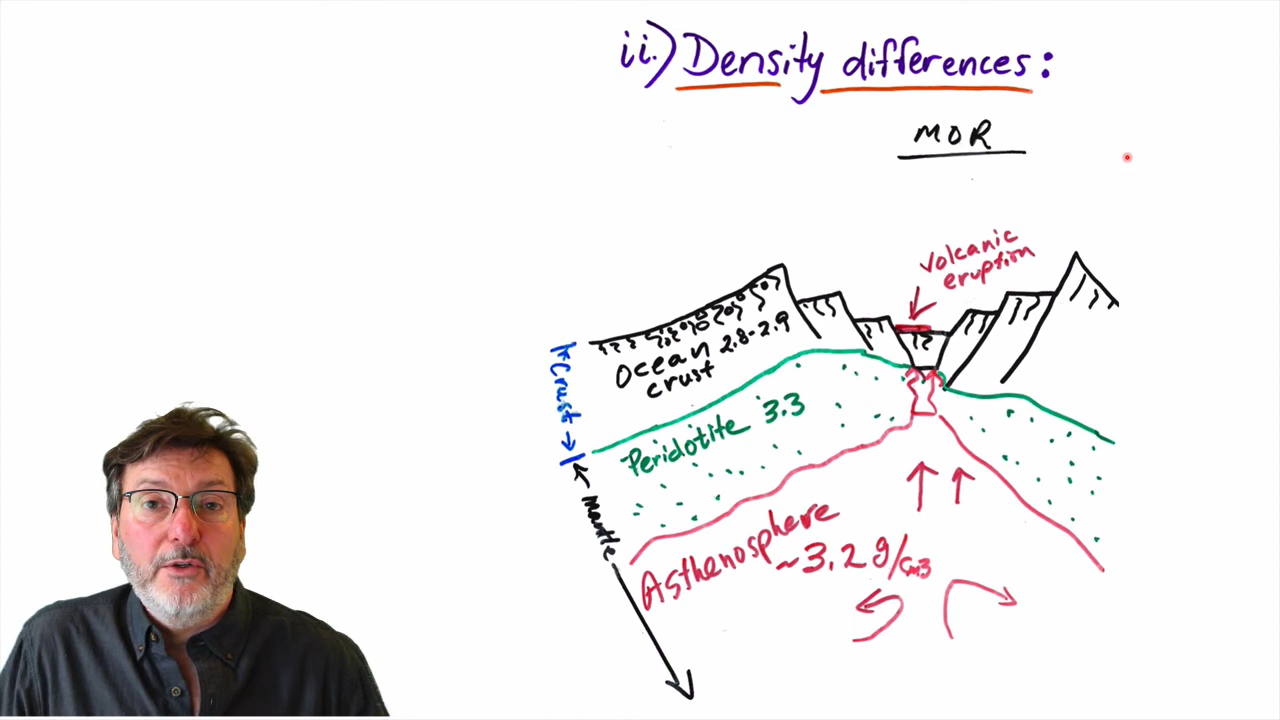 ii.) Density differences:
MOR
Volcanic
eruption
Ocean 2.8-2.9
crust
Crust
Peridotite 3.3
Mantle
Asthenosphere
~3.2 g/cm3